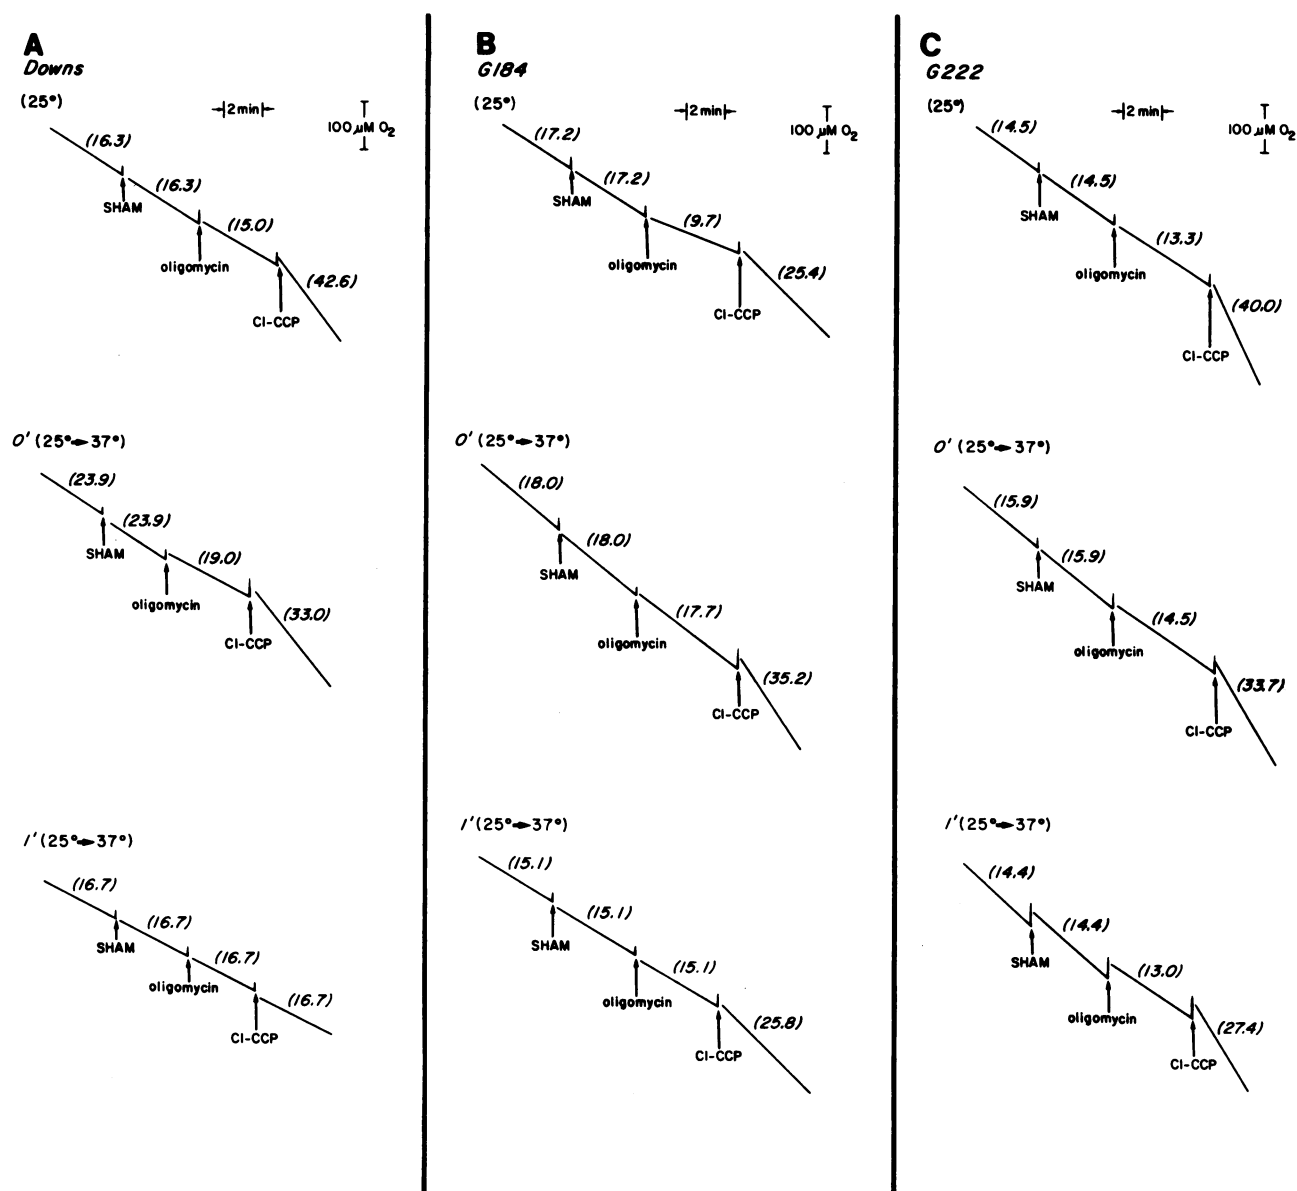 A
Downs
(25°)
2 min
100 µM O2
(16.3)
SHAM
(16.3)
oligomycin
(15.0)
Cl-CCP
(42.6)
0' (25°→37°)
(23.9)
SHAM
(23.9)
oligomycin
(19.0)
Cl-CCP
(33.0)
1' (25°→37°)
(16.7)
SHAM
(16.7)
oligomycin
(16.7)
Cl-CCP
(16.7)
B
G184
(25°)
2 min
100 µM O2
(17.2)
SHAM
(17.2)
oligomycin
(9.7)
Cl-CCP
(25.4)
0' (25°→37°)
(18.0)
SHAM
(18.0)
oligomycin
(17.7)
Cl-CCP
(35.2)
1' (25°→37°)
(15.1)
SHAM
(15.1)
oligomycin
(15.1)
Cl-CCP
(25.8)
C
G222
(25°)
2 min
100 µM O2
(14.5)
SHAM
(14.5)
oligomycin
(13.3)
Cl-CCP
(40.0)
0' (25°→37°)
(15.9)
SHAM
(15.9)
oligomycin
(14.5)
Cl-CCP
(33.7)
1' (25°→37°)
(14.4)
SHAM
(14.4)
oligomycin
(13.0)
Cl-CCP
(27.4)